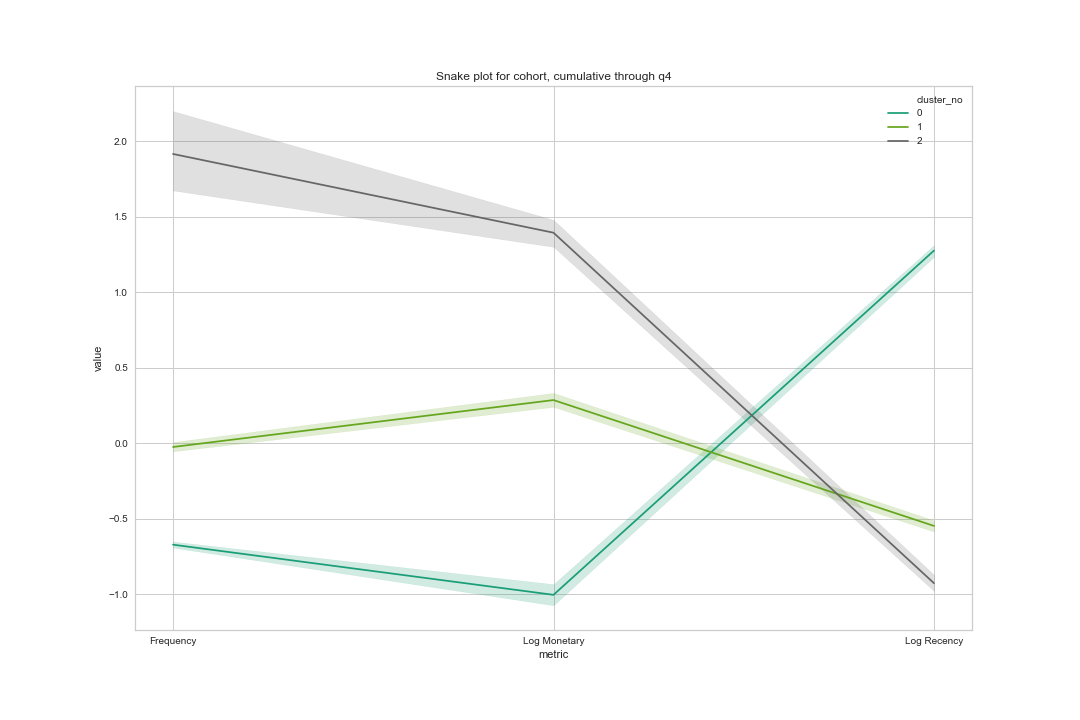 Snake plot for cohort, cumulative through q4
cluster_no
0
1
2
2.0
1.5
1.0
0.5
0.0
−0.5
−1.0
value
Frequency
Log Monetary
Log Recency
metric